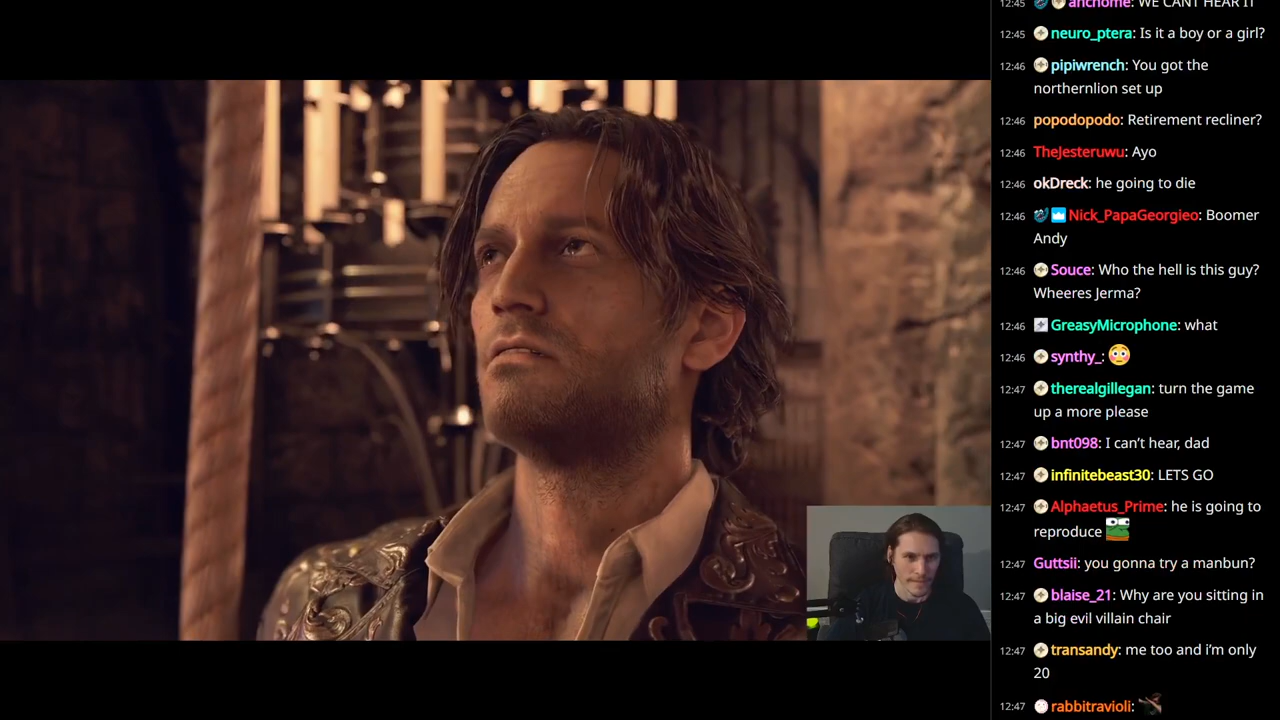 12:45 anchome: WE CANT HEAR IT
12:45 neuro_ptera: Is it a boy or a girl?
12:46 pipiwrench: You got the
northernlion set up
12:46 popodopodo: Retirement recliner?
12:46 TheJesteruwu: Ayo
12:46 okDreck: he going to die
12:46 Nick_PapaGeorgieo: Boomer
Andy
12:46 Souce: Who the hell is this guy?
Wheeres Jerma?
12:46 GreasyMicrophone: what
12:46 synthy_:
12:47 therealgillegan: turn the game
up a more please
12:47 bnt098: I can't hear, dad
12:47 infinitebeast30: LETS GO
12:47 Alphaetus_Prime: he is going to
reproduce
12:47 Guttsii: you gonna try a manbun?
12:47 blaise_21: Why are you sitting in
a big evil villain chair
12:47 transandy: me too and i'm only
20
12:47 rabbitravioli: